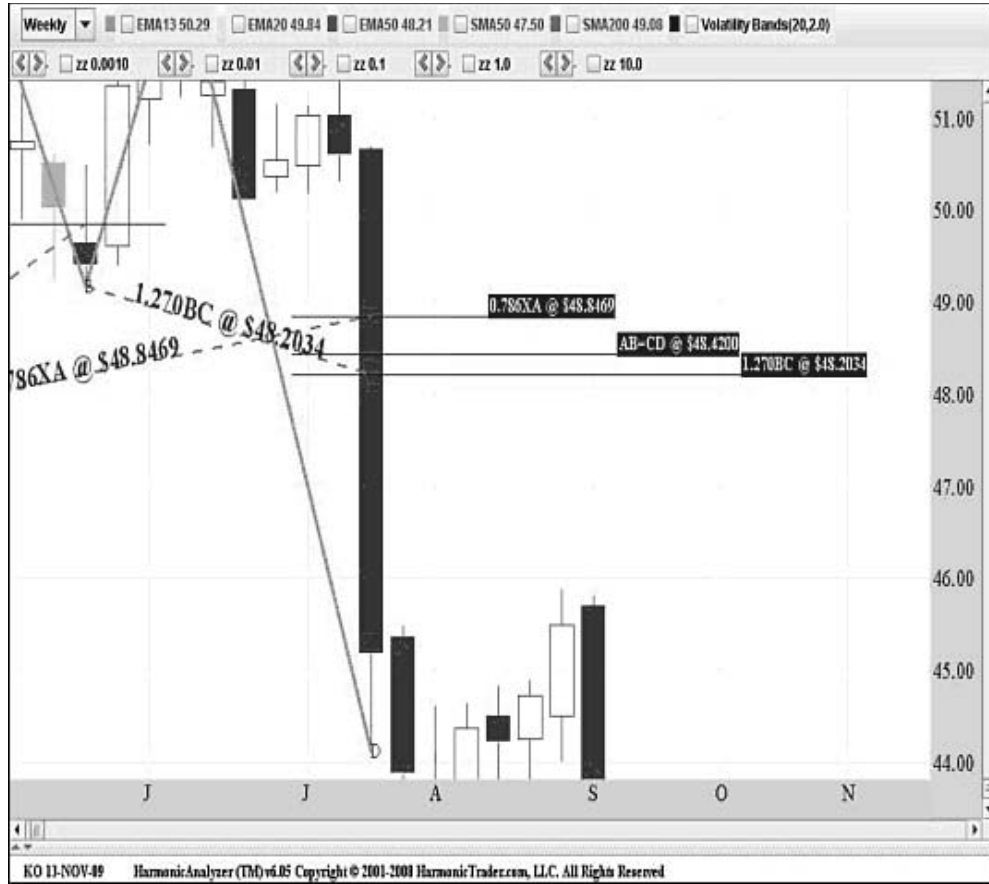 Weekly EMA13 50.29 EMA20 49.84 EMA50 48.21 SMA50 47.50 SMA200 49.08 Volatility Bands(20,2.0)
zz 0.0010 zz 0.01 zz 0.1 zz 1.0 zz 10.0
51.00
50.00
B
1.270BC @ $48.2034
0.786XA @ $48.8469
49.00
AB=CD @ $48.4200
786XA @ $48.8469
1.270BC @ $48.2034
48.00
47.00
46.00
45.00
D
44.00
J J A S O N
KO 13-NOV-09 HarmonicAnalyzer (TM) v6.05 Copyright © 2001-2008 HarmonicTrader.com, LLC. All Rights Reserved